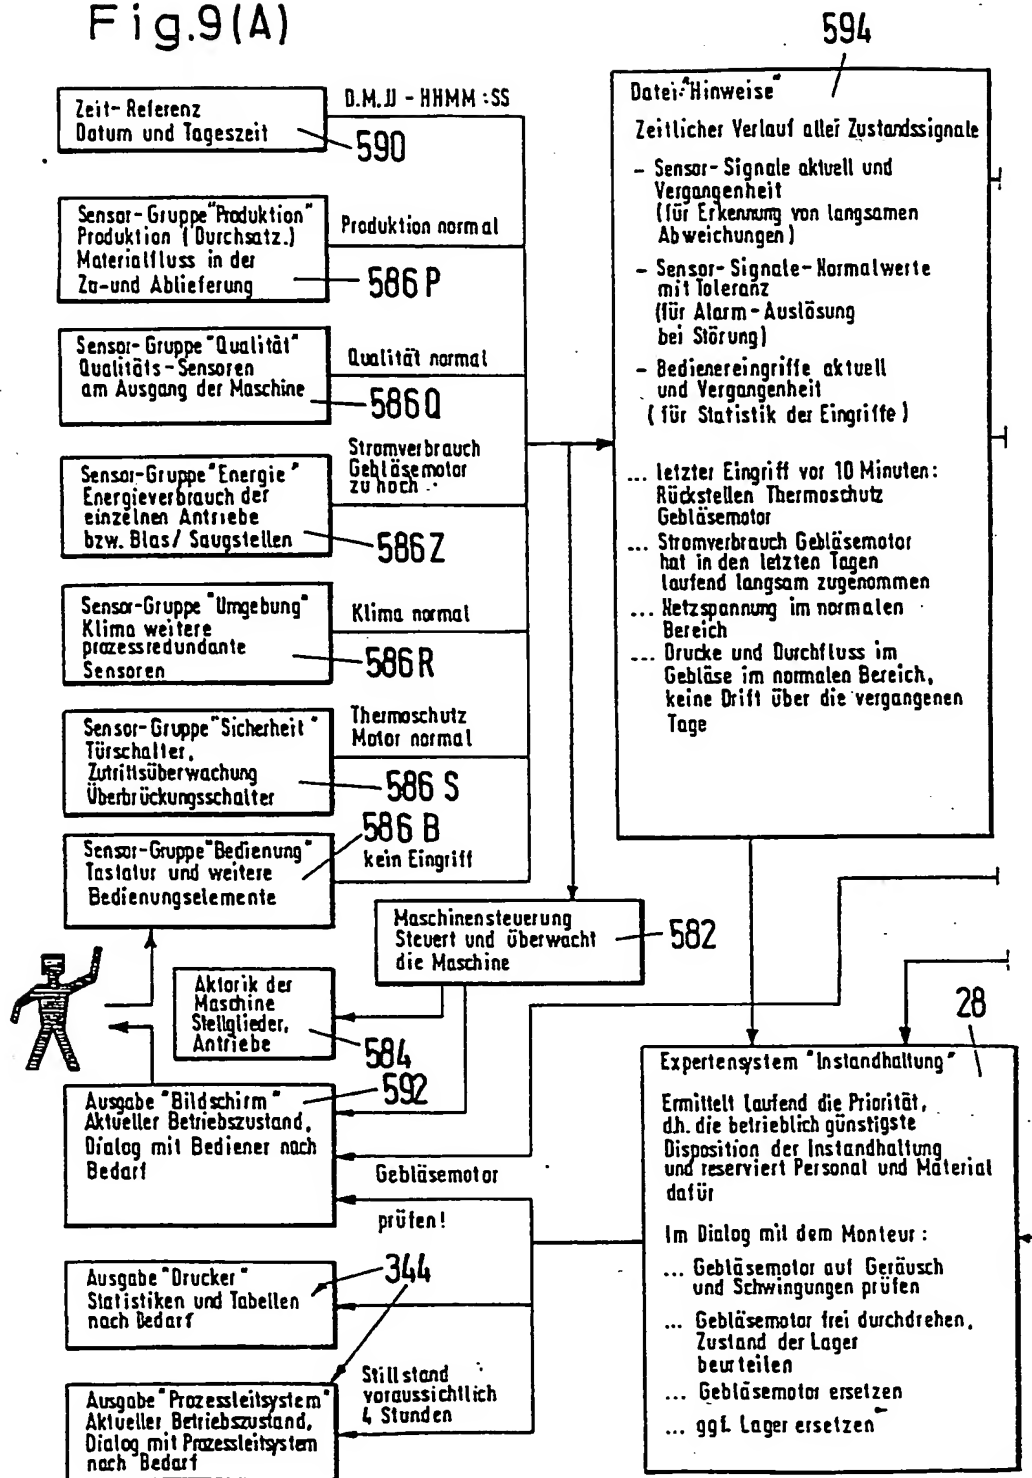 Fig.9(A)
Zeit-Referenz
Datum und Tageszeit
590
D.M.JJ - HHMM:SS
Sensor-Gruppe "Produktion"
Produktion (Durchsatz.)
Materialfluss in der
Zu-und Ablieferung
586P
Produktion normal
Sensor-Gruppe "Qualität"
Qualitäts-Sensoren
am Ausgang der Maschine
586Q
Qualität normal
Sensor-Gruppe "Energie"
Energieverbrauch der
einzelnen Antriebe
bzw. Blas/Saugstellen
586Z
Stromverbrauch
Gebläsemotor
zu hoch
Sensor-Gruppe "Umgebung"
Klima weitere
prozessredundante
Sensoren
586R
Klima normal
Sensor-Gruppe "Sicherheit"
Türschalter,
Zutrittsüberwachung
Überbrückungsschalter
586 S
Thermoschutz
Motor normal
Sensor-Gruppe "Bedienung"
Tastatur und weitere
Bedienungselemente
586 B
kein Eingriff
Maschinensteuerung
Steuert und überwacht
die Maschine
582
Aktorik der
Maschine
Stellglieder,
Antriebe
584
592
Ausgabe "Bildschirm"
Aktueller Betriebszustand,
Dialog mit Bediener nach
Bedarf
Gebläsemotor
prüfen!
Ausgabe "Drucker"
Statistiken und Tabellen
nach Bedarf
344
Ausgabe "Prozessleitsystem"
Aktueller Betriebszustand,
Dialog mit Prozessleitsystem
nach Bedarf
Stillstand
voraussichtlich
4 Stunden
594
Datei "Hinweise"
Zeitlicher Verlauf aller Zustandssignale
- Sensor-Signale aktuell und
Vergangenheit
(für Erkennung von langsamen
Abweichungen)
- Sensor-Signale-Normalwerte
mit Toleranz
(für Alarm-Auslösung
bei Störung)
- Bedienereingriffe aktuell
und Vergangenheit
(für Statistik der Eingriffe)
... letzter Eingriff vor 10 Minuten:
Rückstellen Thermoschutz
Gebläsemotor
... Stromverbrauch Gebläsemotor
hat in den letzten Tagen
laufend langsam zugenommen
... Netzspannung im normalen
Bereich
... Drucke und Durchfluss im
Gebläse im normalen Bereich,
keine Drift über die vergangenen
Tage
28
Expertensystem "Instandhaltung"
Ermittelt laufend die Priorität,
d.h. die betrieblich günstigste
Disposition der Instandhaltung
und reserviert Personal und Material
dafür
Im Dialog mit dem Monteur:
... Gebläsemotor auf Geräusch
und Schwingungen prüfen
... Gebläsemotor frei durchdrehen,
Zustand der Lager
beurteilen
... Gebläsemotor ersetzen
... ggf. Lager ersetzen